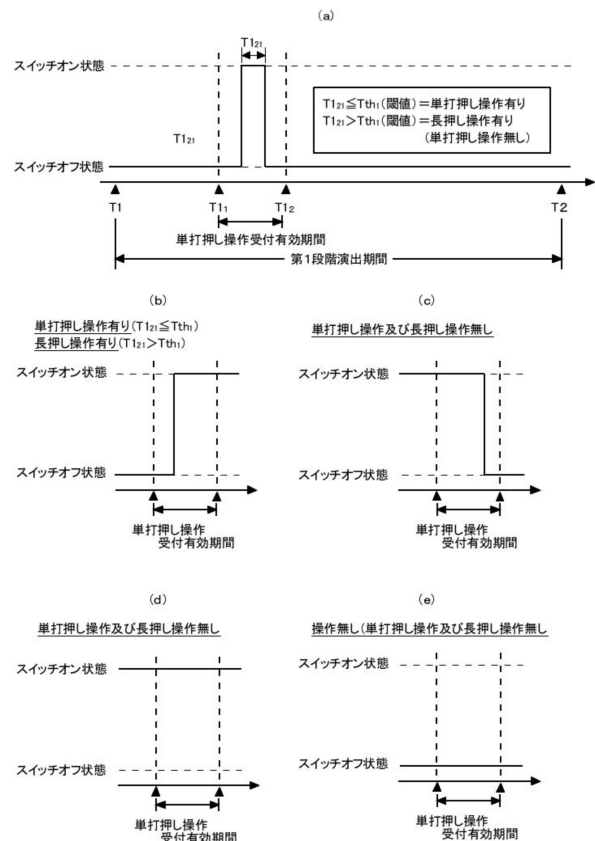 (a)
T1₂₁
スイッチオン状態
T1₂₁≦Tth₁(閾値)=単打押し操作有り
T1₂₁>Tth₁(閾値)=長押し操作有り
(単打押し操作無し)
T1₂₁
スイッチオフ状態
T1 T1₁ T1₂ T2
単打押し操作受付有効期間
第1段階演出期間
(b)
単打押し操作有り(T1₂₁≦Tth₁)
長押し操作有り(T1₂₁>Tth₁)
スイッチオン状態
スイッチオフ状態
単打押し操作
受付有効期間
(c)
単打押し操作及び長押し操作無し
スイッチオン状態
スイッチオフ状態
単打押し操作
受付有効期間
(d)
単打押し操作及び長押し操作無し
スイッチオン状態
スイッチオフ状態
単打押し操作
受付有効期間
(e)
操作無し(単打押し操作及び長押し操作無し
スイッチオン状態
スイッチオフ状態
単打押し操作
受付有効期間